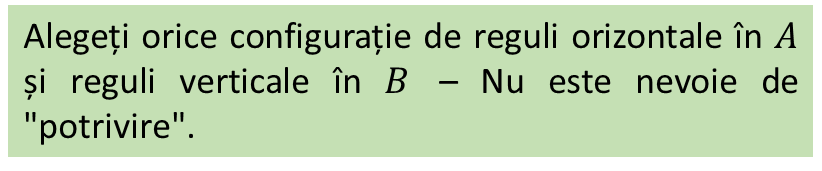 Alegeți orice configurație de reguli orizontale în A
și reguli verticale în B – Nu este nevoie de
"potrivire".